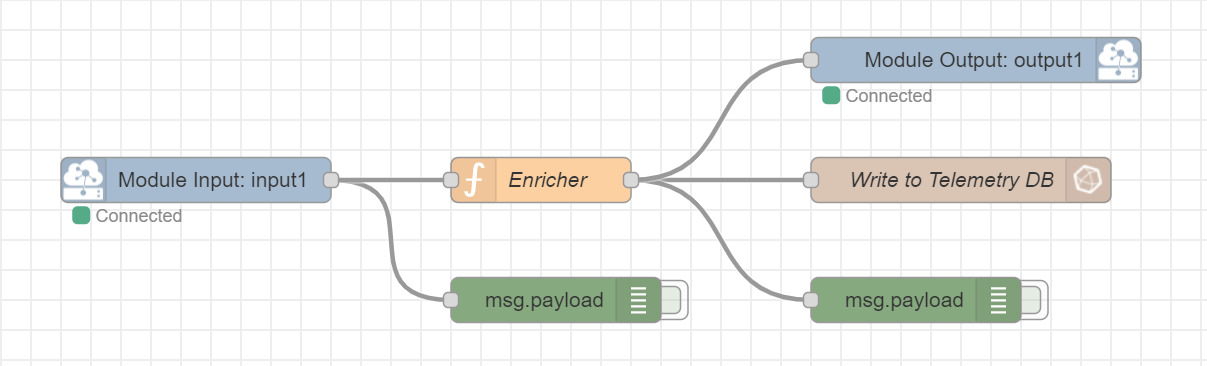 Module Output: output1
Connected
Module Input: input1
Connected
Enricher
Write to Telemetry DB
msg.payload
msg.payload